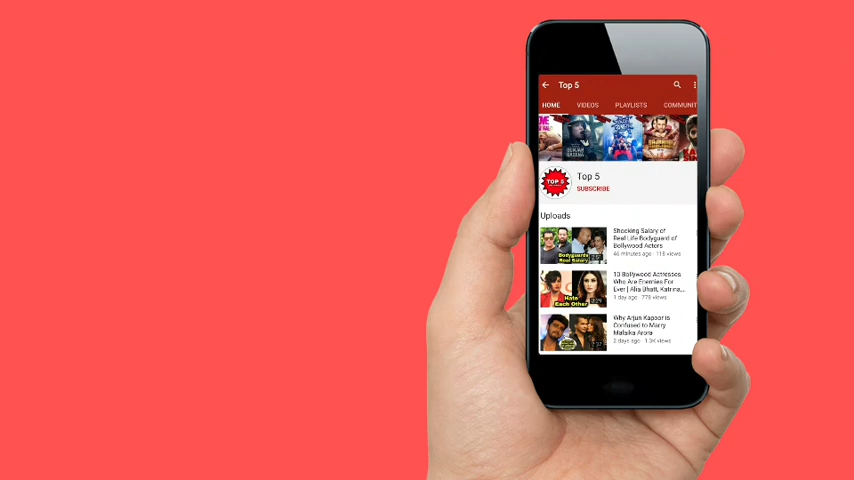 Top 5
HOME VIDEOS PLAYLISTS COMMUNIT
TOP 5
Top 5
SUBSCRIBE
Uploads
Shocking Salary of
Real Life Bodyguard of
Bollywood Actors
46 minutes ago · 118 views
Bodyguards
Real Salary
10 Bollywood Actresses
Who Are Enemies For
Ever | Alia Bhatt, Katrina...
1 day ago · 778 views
Hate
Each Other
Why Arjun Kapoor is
Confused to Marry
Malaika Arora
2 days ago · 1.3K views